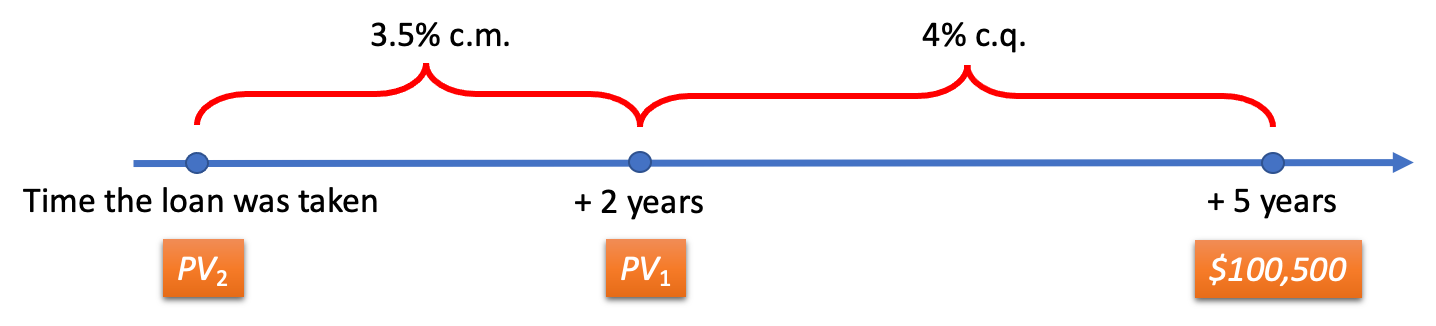 3.5% c.m.
4% c.q.
Time the loan was taken
+ 2 years
+ 5 years
PV₂
PV₁
$100,500